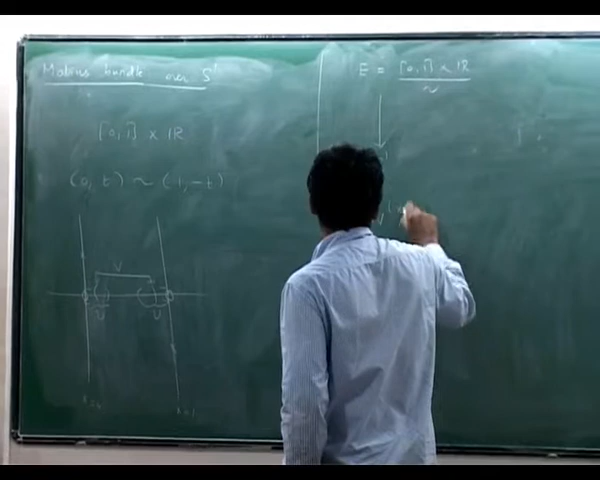 Mobius bundle over S¹
[0,1] × IR
(0, t) ~ (1, -t)
V
U
U
E = [0,1] × IR
~